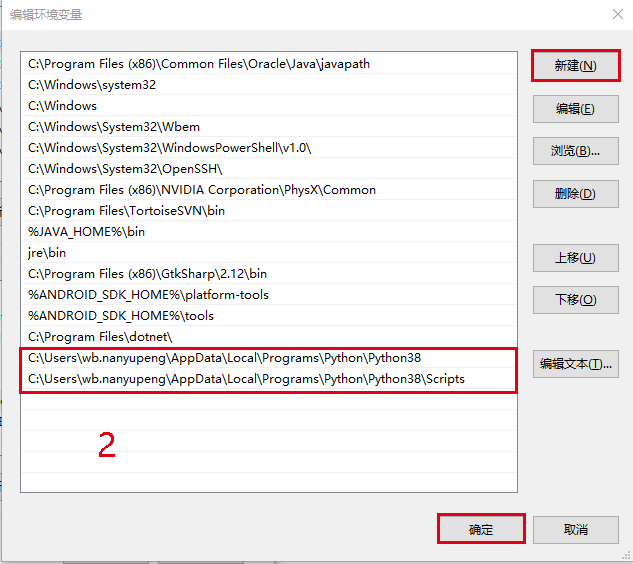 编辑环境变量
C:\Program Files (x86)\Common Files\Oracle\Java\javapath
C:\Windows\system32
C:\Windows
C:\Windows\System32\Wbem
C:\Windows\System32\WindowsPowerShell\v1.0\
C:\Windows\System32\OpenSSH\
C:\Program Files (x86)\NVIDIA Corporation\PhysX\Common
C:\Program Files\TortoiseSVN\bin
%JAVA_HOME%\bin
jre\bin
C:\Program Files (x86)\GtkSharp\2.12\bin
%ANDROID_SDK_HOME%\platform-tools
%ANDROID_SDK_HOME%\tools
C:\Program Files\dotnet\
C:\Users\wb.nanyupeng\AppData\Local\Programs\Python\Python38
C:\Users\wb.nanyupeng\AppData\Local\Programs\Python\Python38\Scripts
2
新建(N)
编辑(E)
浏览(B)...
删除(D)
上移(U)
下移(O)
编辑文本(T)...
确定
取消